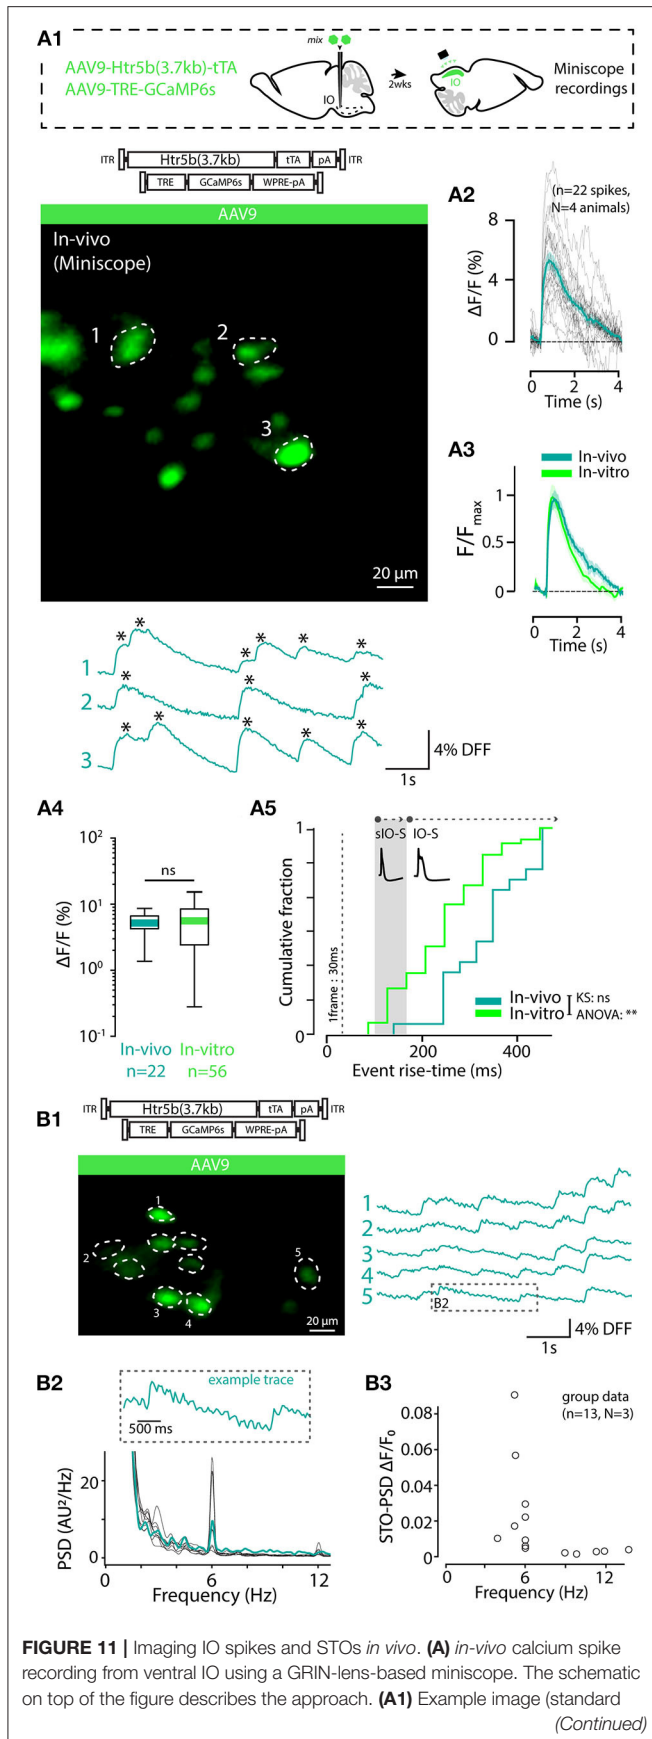 A1
mix
AAV9-Htr5b(3.7kb)-tTA
AAV9-TRE-GCaMP6s
IO
2wks
IO
Miniscope
recordings
ITR Htr5b(3.7kb) tTA pA ITR
TRE GCaMP6s WPRE-pA
AAV9
In-vivo
(Miniscope)
1
2
3
20 µm
A2
(n=22 spikes,
N=4 animals)
8
4
0
ΔF/F (%)
0 2 4
Time (s)
A3
In-vivo
In-vitro
1
0.5
0
F/Fmax
0 2 4
Time (s)
* * * * * *
1
* * *
2
* * * * *
3
4% DFF
1s
A4
10²
10¹
10⁰
10⁻¹
ΔF/F (%)
ns
In-vivo In-vitro
n=22 n=56
A5
1
0
Cumulative fraction
1frame : 30ms
sIO-S IO-S
In-vivo
In-vitro
KS: ns
ANOVA: **
0 200 400
Event rise-time (ms)
B1
ITR Htr5b(3.7kb) tTA pA ITR
TRE GCaMP6s WPRE-pA
AAV9
1
2
3
4
5
20 µm
1
2
3
4
5
B2
4% DFF
1s
B2
example trace
500 ms
20
0
PSD (AU²/Hz)
0 6 12
Frequency (Hz)
B3
group data
(n=13, N=3)
0.08
0.06
0.04
0.02
0
STO-PSD ΔF/F₀
0 6 12
Frequency (Hz)
FIGURE 11 | Imaging IO spikes and STOs in vivo. (A) in-vivo calcium spike
recording from ventral IO using a GRIN-lens-based miniscope. The schematic
on top of the figure describes the approach. (A1) Example image (standard
(Continued)